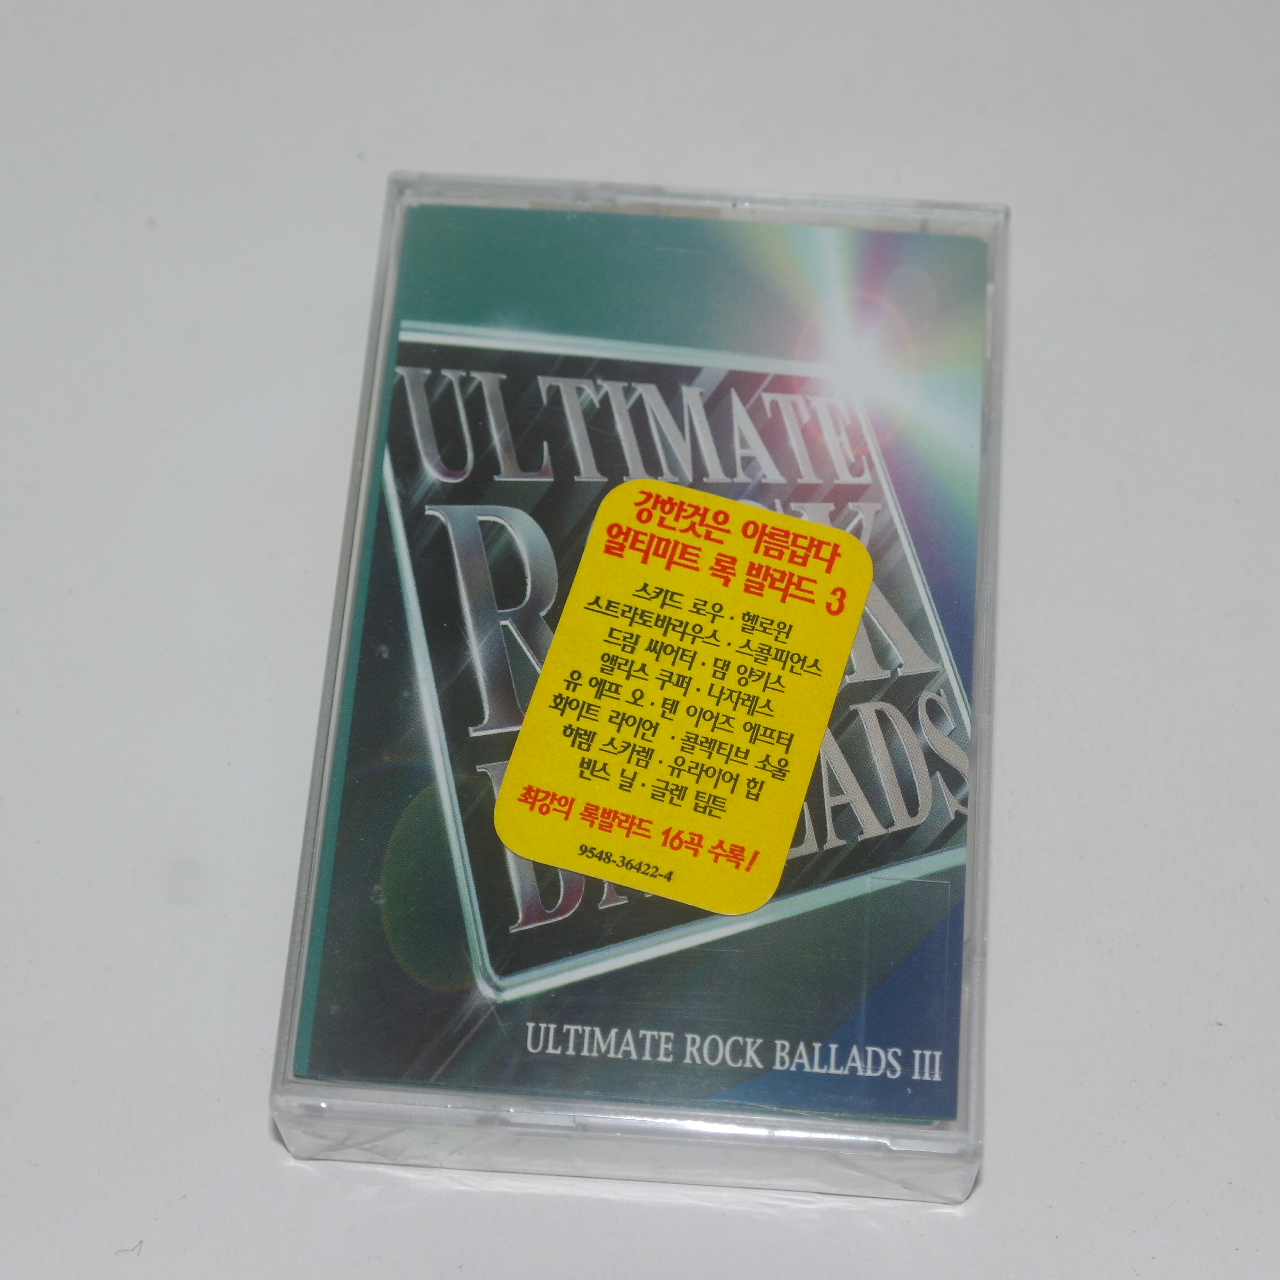 ULTIMATE
강한것은 아름답다
얼티미트 록 발라드 3
스키드 로우 · 헬로윈
스트라토바리우스 · 스콜피언스
드림 씨어터 · 댐 양키스
앨리스 쿠퍼 · 나자레스
유 에프 오 · 텐 이어즈 에프터
화이트 라이언 · 콜렉티브 소울
히렘 스카렘 · 유라이어 힙
빈스 닐 · 글렌 팁튼
최강의 록발라드 16곡 수록!
9548-36422-4
ULTIMATE ROCK BALLADS III